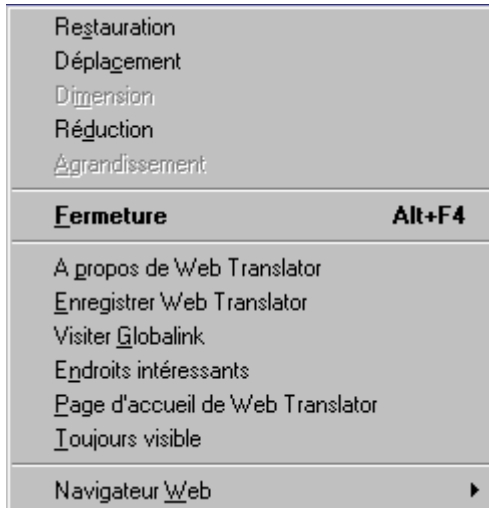 Restauration
Déplacement
Dimension
Réduction
Agrandissement
Fermeture Alt+F4
A propos de Web Translator
Enregistrer Web Translator
Visiter Globalink
Endroits intéressants
Page d'accueil de Web Translator
Toujours visible
Navigateur Web